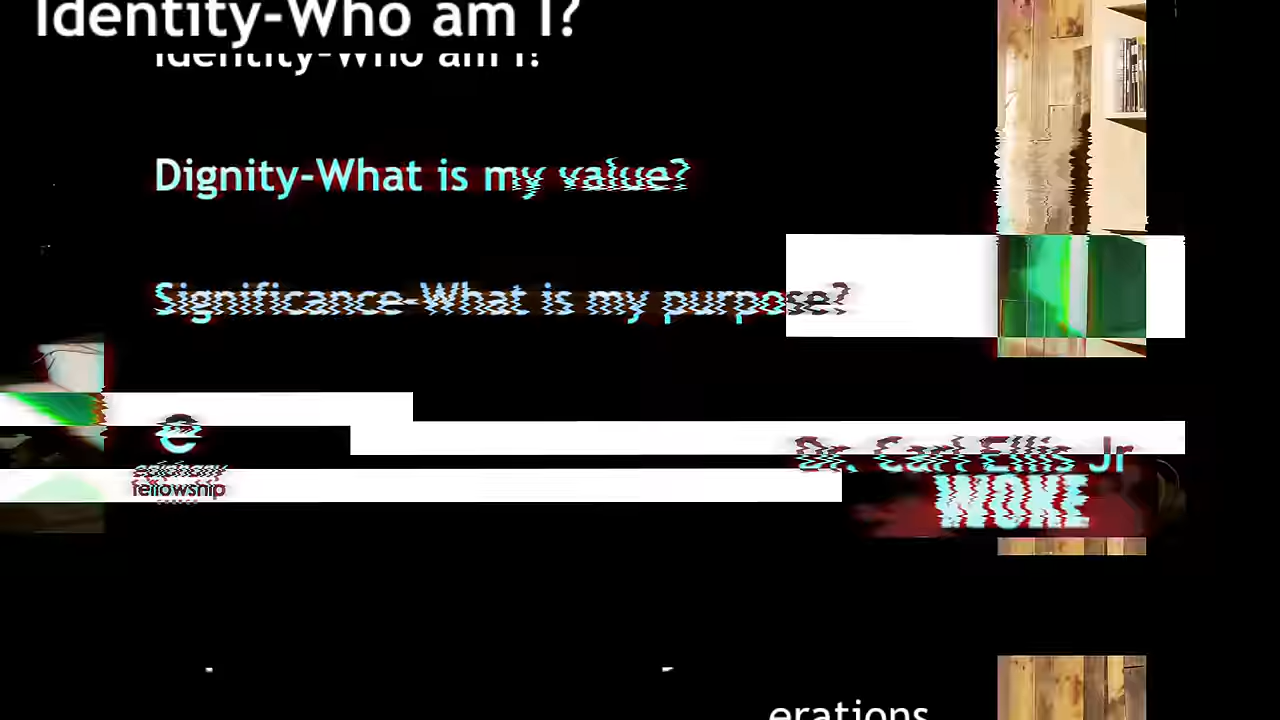 Identity-Who am I?
Identity-Who am I?
Dignity-What is my value?
Significance-What is my purpose?
e
epiphany
fellowship
Dr. Carl Ellis Jr
WOKE
erations